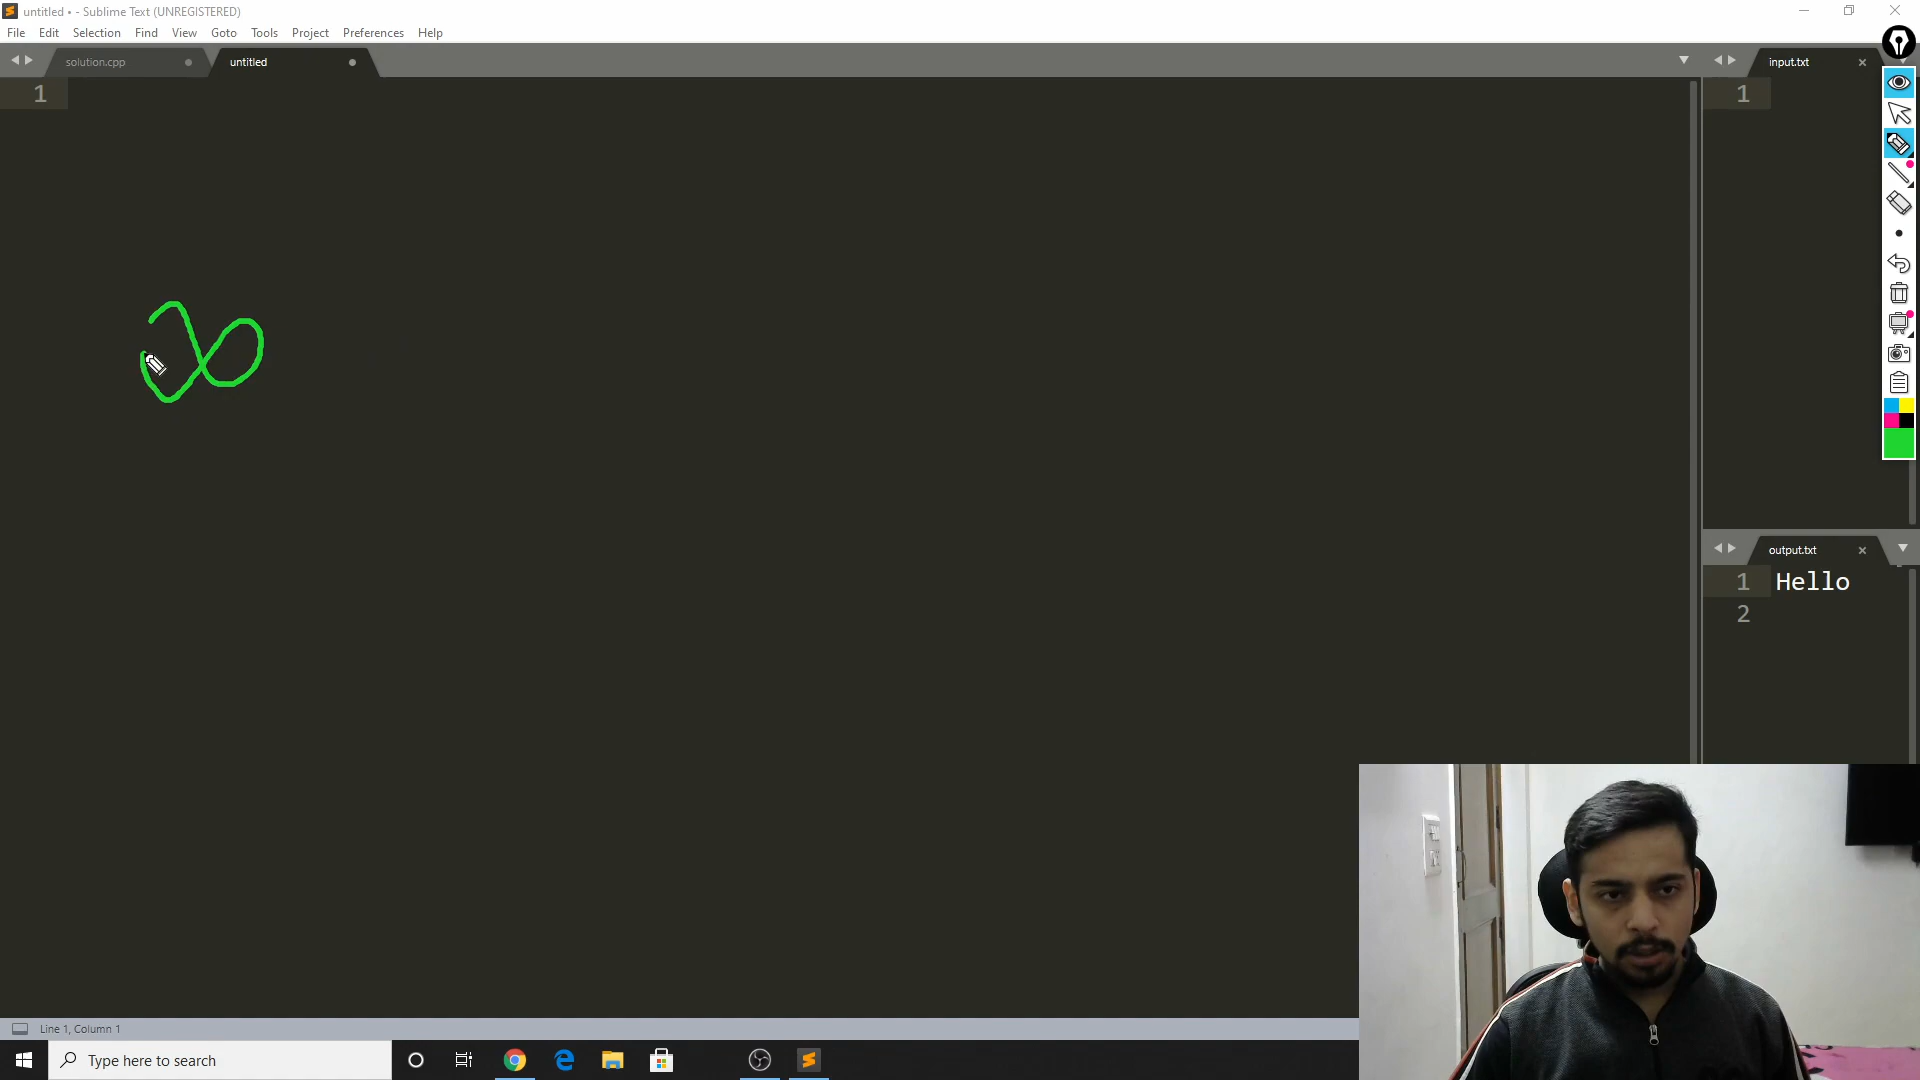 untitled • - Sublime Text (UNREGISTERED)
File Edit Selection Find View Goto Tools Project Preferences Help
solution.cpp untitled input.txt
1 1
output.txt
1 Hello
2
Line 1, Column 1
Type here to search